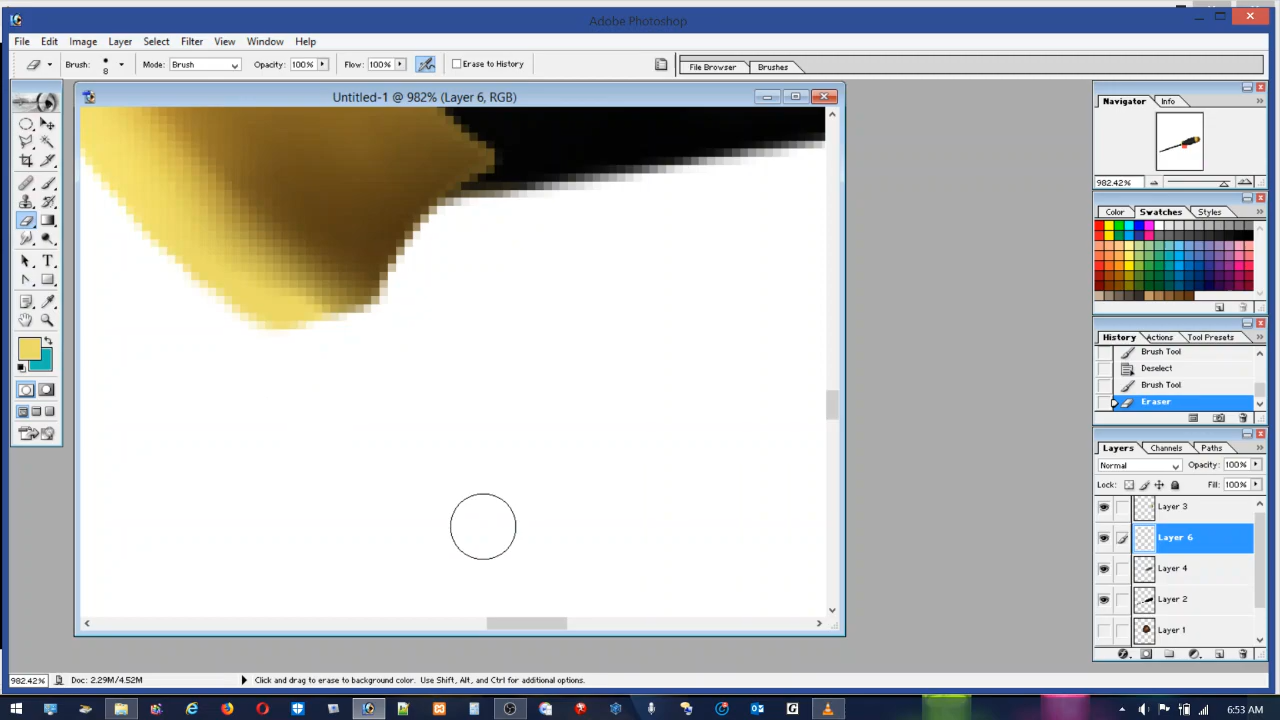 Adobe Photoshop
File Edit Image Layer Select Filter View Window Help
Brush: 8 Mode: Brush Opacity: 100% Flow: 100% Erase to History File Browser Brushes
Untitled-1 @ 982% (Layer 6, RGB)
Navigator Info
982.42%
Color Swatches Styles
History Actions Tool Presets
Brush Tool
Deselect
Brush Tool
Eraser
Layers Channels Paths
Normal Opacity: 100%
Lock: Fill: 100%
Layer 3
Layer 6
Layer 4
Layer 2
Layer 1
982.42% Doc: 2.29M/4.52M Click and drag to erase to background color. Use Shift, Alt, and Ctrl for additional options.
6:53 AM